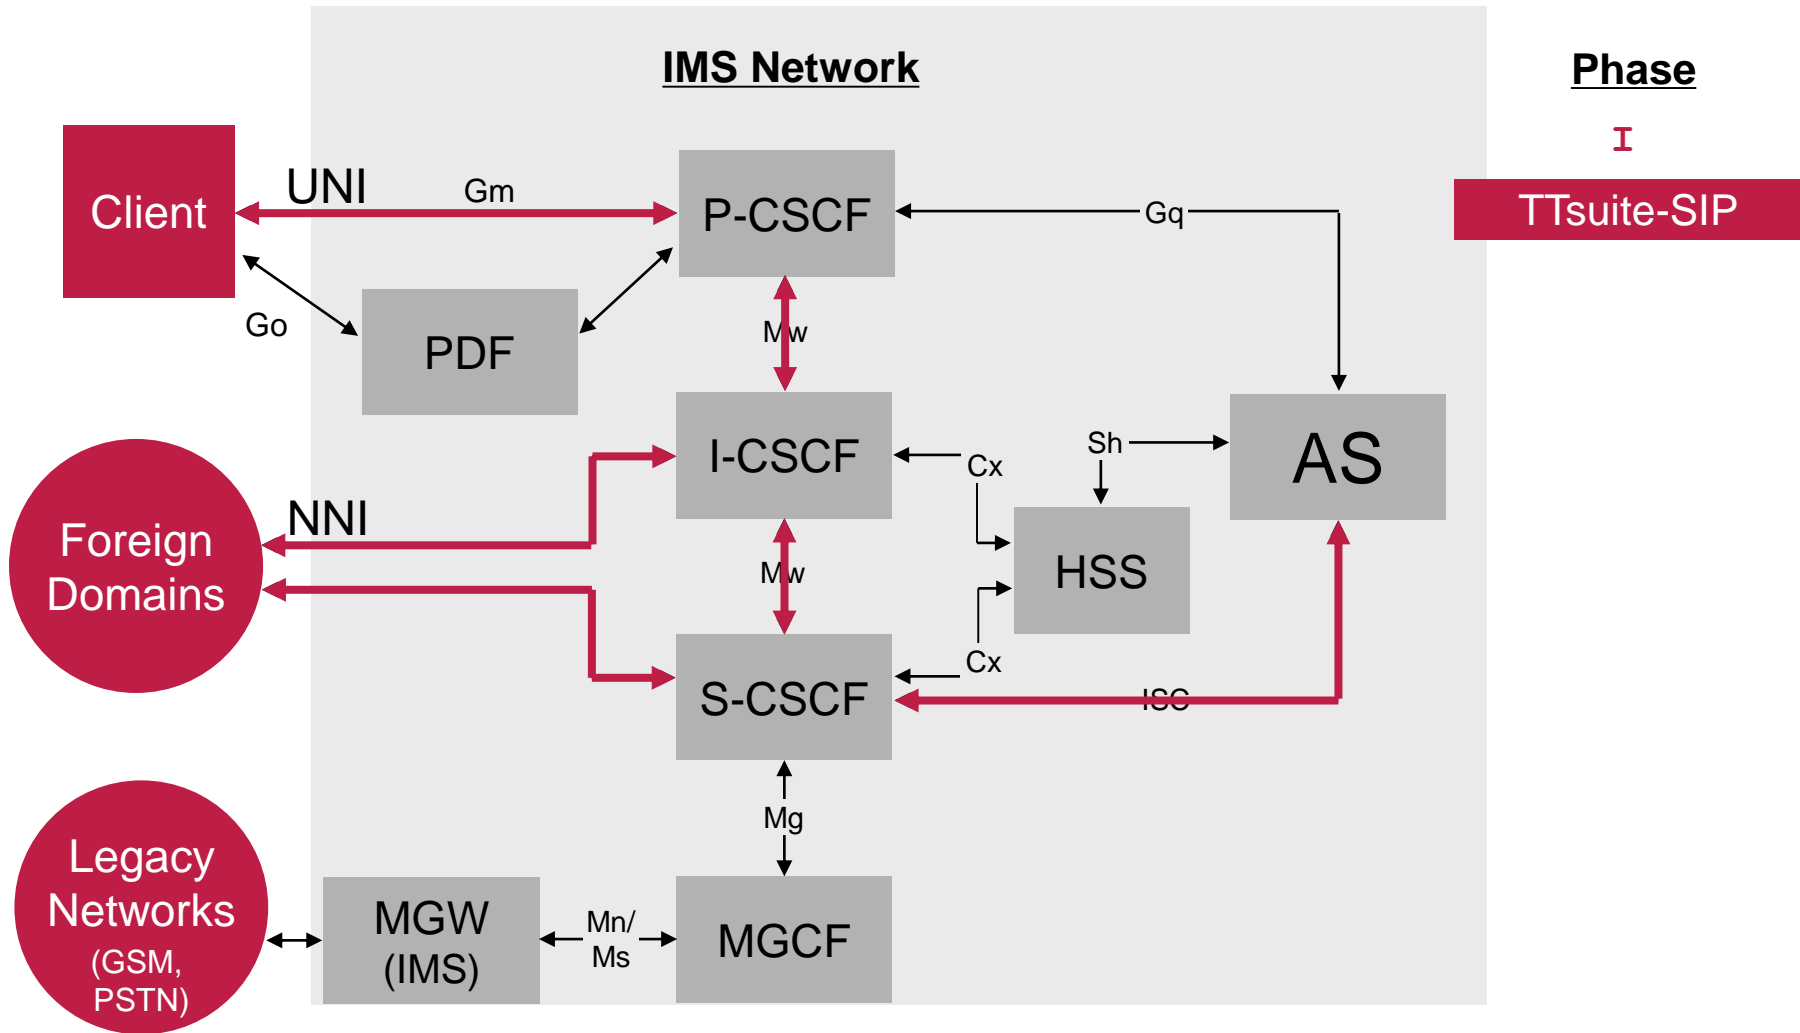 IMS Network
Phase
I
TTsuite-SIP
Client
UNI
Gm
P-CSCF
Gq
Go
PDF
Mw
I-CSCF
Sh
AS
Cx
NNI
Foreign
Domains
HSS
Mw
Cx
S-CSCF
ISC
Mg
Legacy
Networks
(GSM,
PSTN)
MGW
(IMS)
Mn/
Ms
MGCF